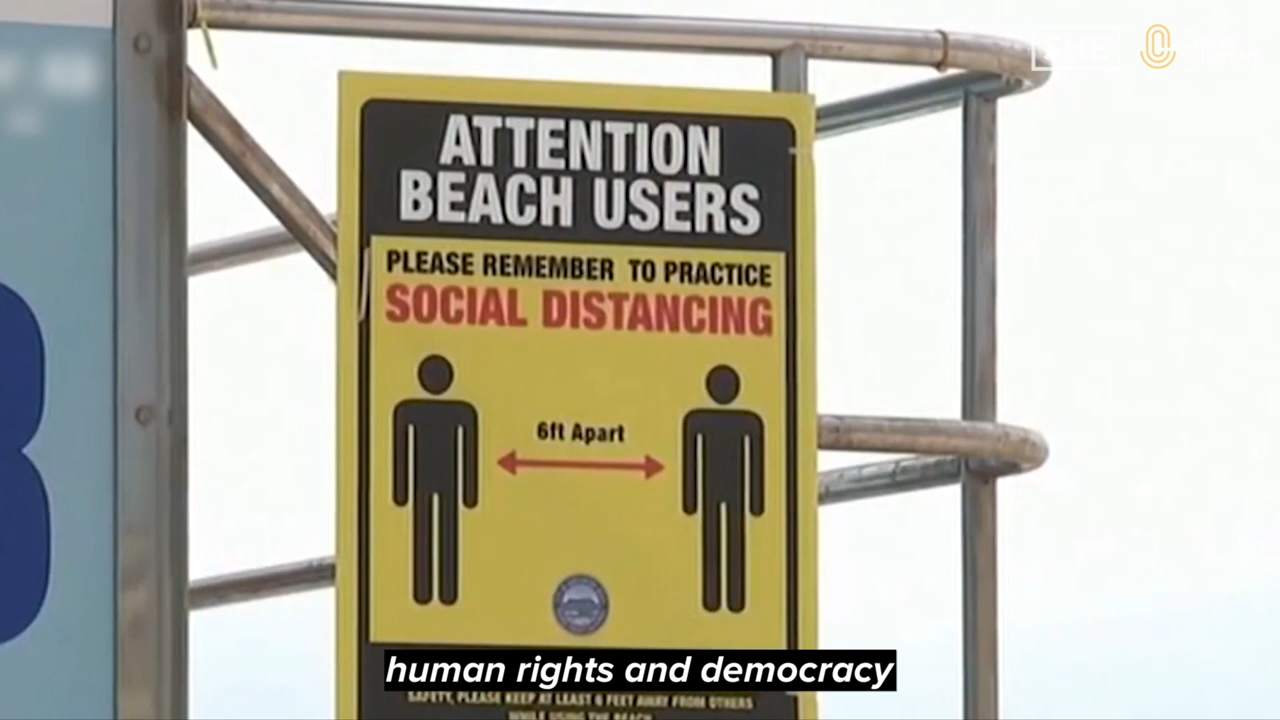 ATTENTION
BEACH USERS
PLEASE REMEMBER TO PRACTICE
SOCIAL DISTANCING
6ft Apart
human rights and democracy
SAFETY, PLEASE KEEP AT LEAST 6 FEET AWAY FROM OTHERS
WHILE USING THE BEACH